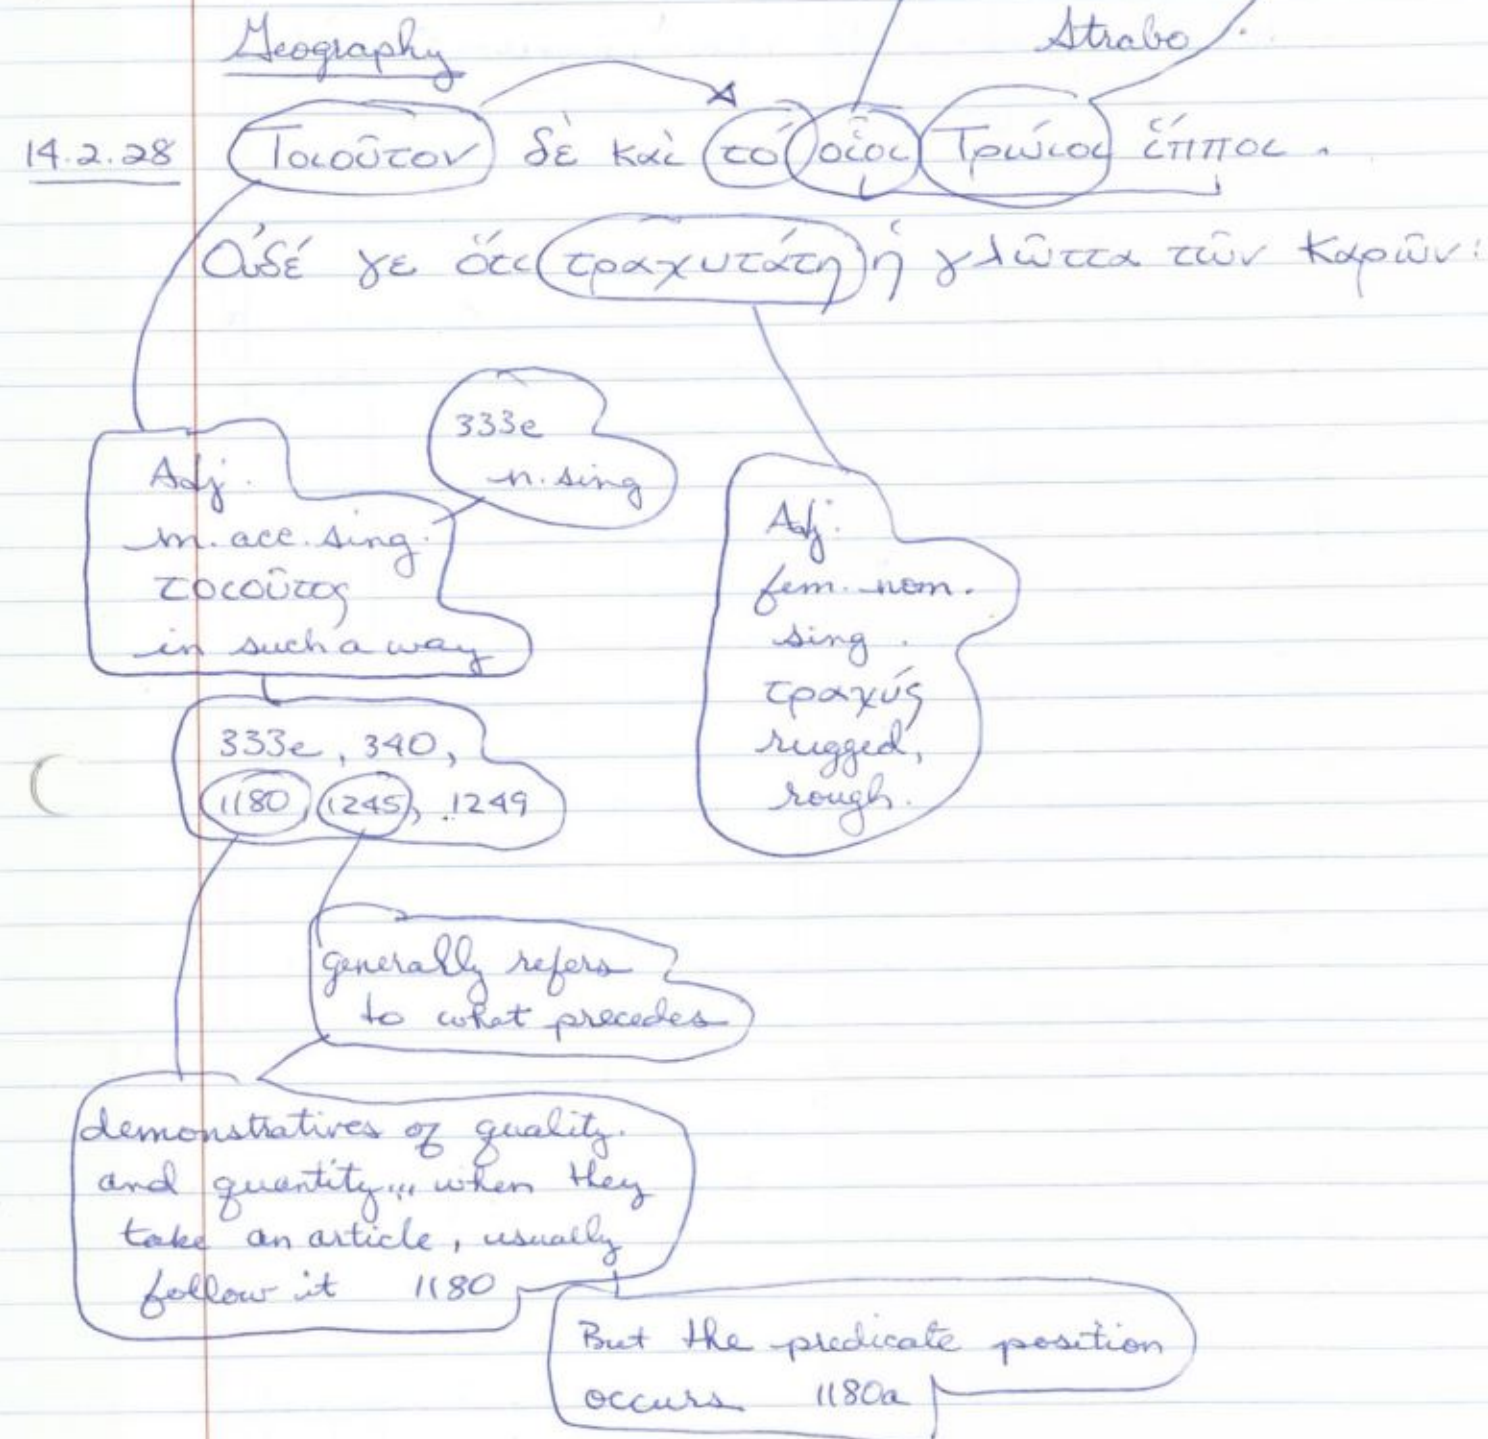 Geography
Strabo
14.2.28 Τοιοῦτον δὲ καὶ τό οἷοι Τρώιοι ἵπποι.
Οὐδέ γε ὅτι τραχυτάτη ἡ γλῶττα τῶν Καρῶν:
333e
n. sing
Adj.
m. acc. sing.
τοιοῦτος
in such a way
Adj.
fem. nom.
sing.
τραχύς
rugged,
rough.
333e, 340,
1180 1245, 1249
generally refers
to what precedes
demonstratives of quality.
and quantity... when they
take an article, usually
follow it 1180
But the predicate position
occurs 1180a